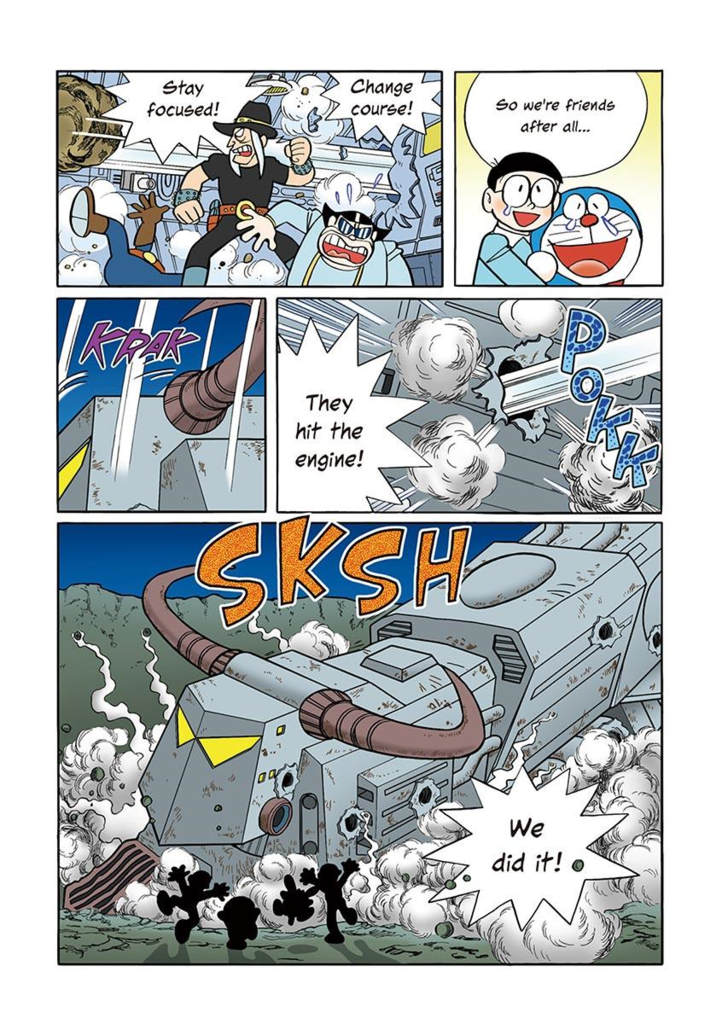 Stay
focused!
Change
course!
So we're friends
after all...
KRAK
They
hit the
engine!
POKK
SKSH
We
did it!